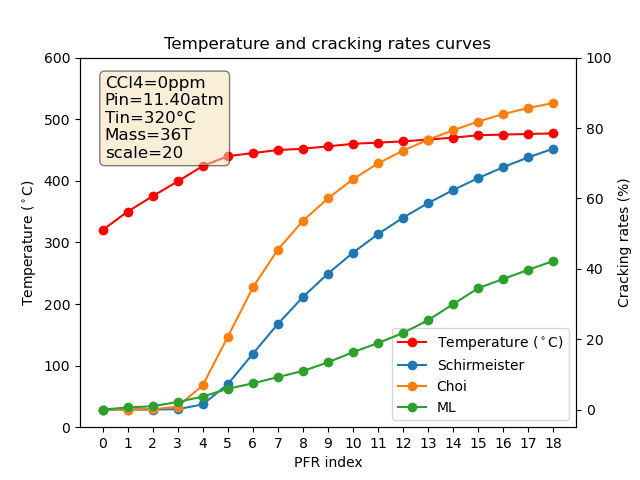 Temperature and cracking rates curves
CCl4=0ppm
Pin=11.40atm
Tin=320°C
Mass=36T
scale=20
Temperature (°C)
600
500
400
300
200
100
0
100
80
60
40
20
0
Cracking rates (%)
Temperature (°C)
Schirmeister
Choi
ML
0 1 2 3 4 5 6 7 8 9 10 11 12 13 14 15 16 17 18
PFR index